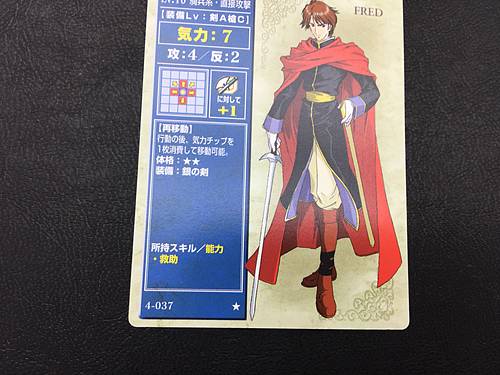 Lv.10 騎兵系・直接攻撃
FRED
【装備Lv：剣A槍C】
気力：7
攻：4／反：2
に対して
+1
【再移動】
行動の後、気力チップを
1枚消費して移動可能。
体格：★★
装備：銀の剣
所持スキル／能力
・救助
4-037 ★